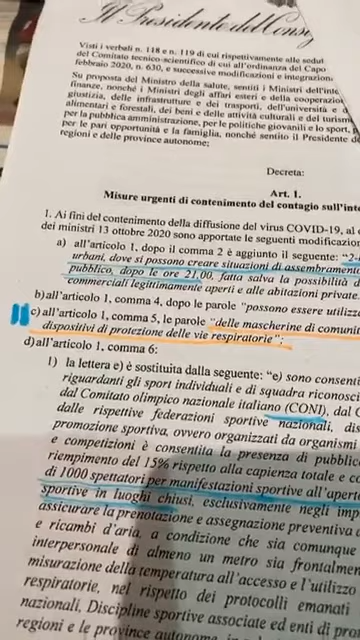 Il Presidente del Consi
Visti i verbali n. 118 e n. 119 di cui rispettivamente alle sedut
del Comitato tecnico-scientifico di cui all'ordinanza del Capo
febbraio 2020, n. 630, e successive modificazioni e integrazion
Su proposta del Ministro della salute, sentiti i Ministri dell'inte
finanze, nonché i Ministri degli affari esteri e della cooperazion
giustizia, delle infrastrutture e dei trasporti, dell'università e d
alimentari e forestali, dei beni e delle attività culturali e del turism
per la pubblica amministrazione, per le politiche giovanili e lo sport,
per le pari opportunità e la famiglia, nonché sentito il Presidente de
regioni e delle province autonome;
Decreta:
Art. 1.
Misure urgenti di contenimento del contagio sull'inte
1. Ai fini del contenimento della diffusione del virus COVID-19, al
dei ministri 13 ottobre 2020 sono apportate le seguenti modificazion
a) all'articolo 1, dopo il comma 2 è aggiunto il seguente: "2-
urbani, dove si possono creare situazioni di assembrament
pubblico, dopo le ore 21.00, fatta salva la possibilità d
commerciali legittimamente aperti e alle abitazioni private
b) all'articolo 1, comma 4, dopo le parole "possono essere utilizz
c) all'articolo 1, comma 5, le parole "delle mascherine di comuni
dispositivi di protezione delle vie respiratorie";
d) all'articolo 1, comma 6:
1) la lettera e) è sostituita dalla seguente: "e) sono consent
riguardanti gli sport individuali e di squadra riconosci
dal Comitato olimpico nazionale italiano (CONI), dal C
dalle rispettive federazioni sportive nazionali, dis
promozione sportiva, ovvero organizzati da organismi
e competizioni è consentita la presenza di pubblic
riempimento del 15% rispetto alla capienza totale e co
di 1000 spettatori per manifestazioni sportive all'apert
sportive in luoghi chiusi, esclusivamente negli imp
assicurare la prenotazione e assegnazione preventiva d
e ricambi d'aria, a condizione che sia comunque
interpersonale di almeno un metro sia frontalmen
misurazione della temperatura all'accesso e l'utilizzo
respiratorie, nel rispetto dei protocolli emanati
nazionali, Discipline sportive associate ed enti di pro
regioni e le province autonome